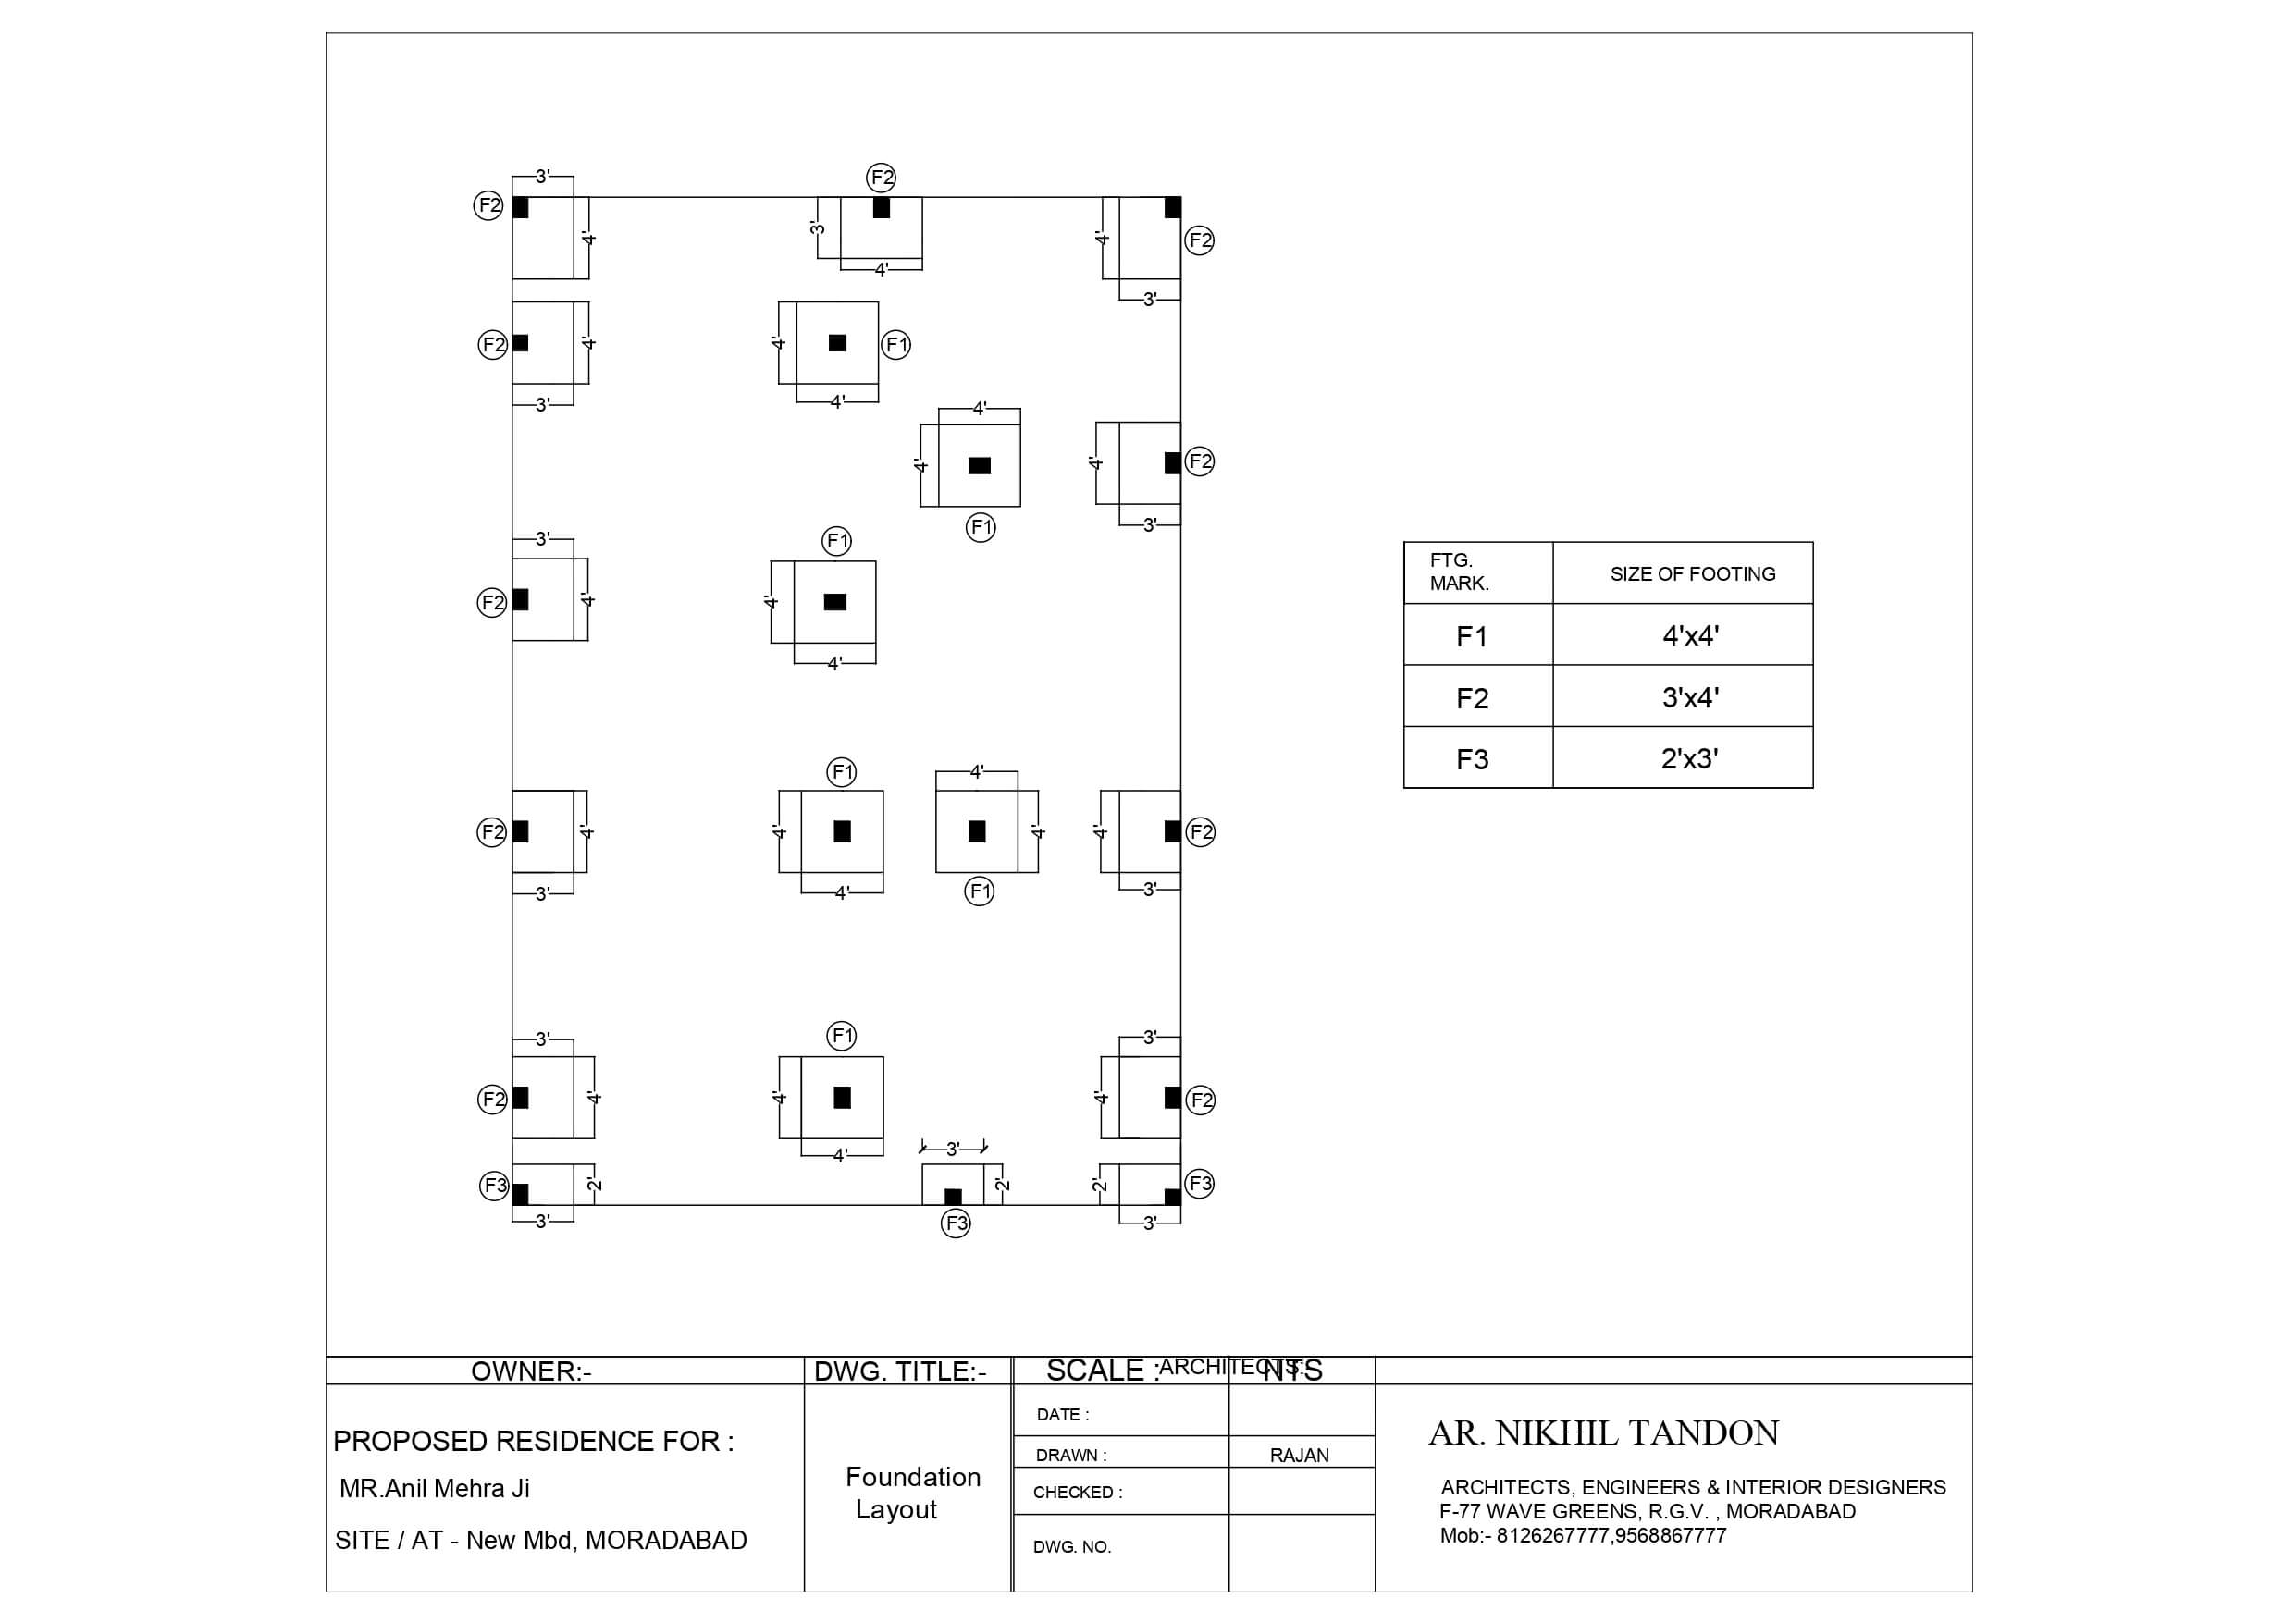 3'
F2
F2
4'
3'
4'
4'
F2
3'
F2
4'
3'
4'
F1
4'
4'
4'
F1
4'
F2
3'
3'
F2
4'
F1
4'
4'
FTG.
MARK.
SIZE OF FOOTING
F1
4'x4'
F2
3'x4'
F3
2'x3'
F2
4'
3'
F1
4'
4'
4'
4'
F1
4'
F2
3'
3'
F2
4'
F1
4'
4'
3'
4'
F2
F3
2'
3'
3'
2'
F3
2'
F3
3'
OWNER:-
DWG. TITLE:-
SCALE :
ARCHITECTS:
NTS
PROPOSED RESIDENCE FOR :
MR.Anil Mehra Ji
SITE / AT - New Mbd, MORADABAD
Foundation
Layout
DATE :
DRAWN :
RAJAN
CHECKED :
DWG. NO.
AR. NIKHIL TANDON
ARCHITECTS, ENGINEERS & INTERIOR DESIGNERS
F-77 WAVE GREENS, R.G.V. , MORADABAD
Mob:- 8126267777,9568867777